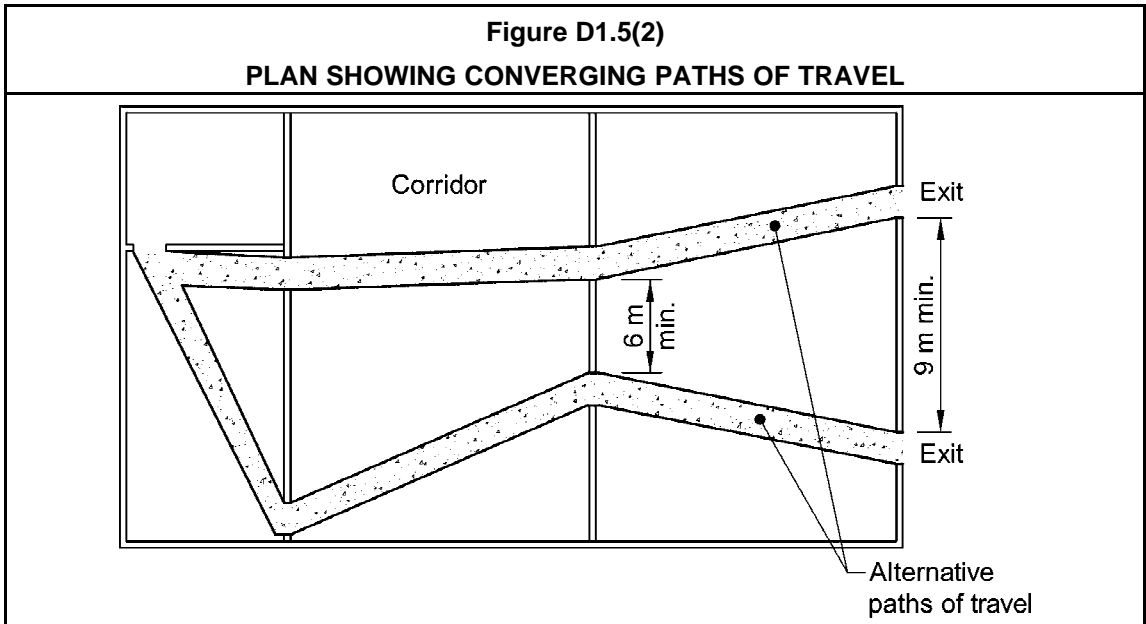 Figure D1.5(2)
PLAN SHOWING CONVERGING PATHS OF TRAVEL
Corridor
Exit
6 m
min.
9 m min.
Exit
Alternative
paths of travel